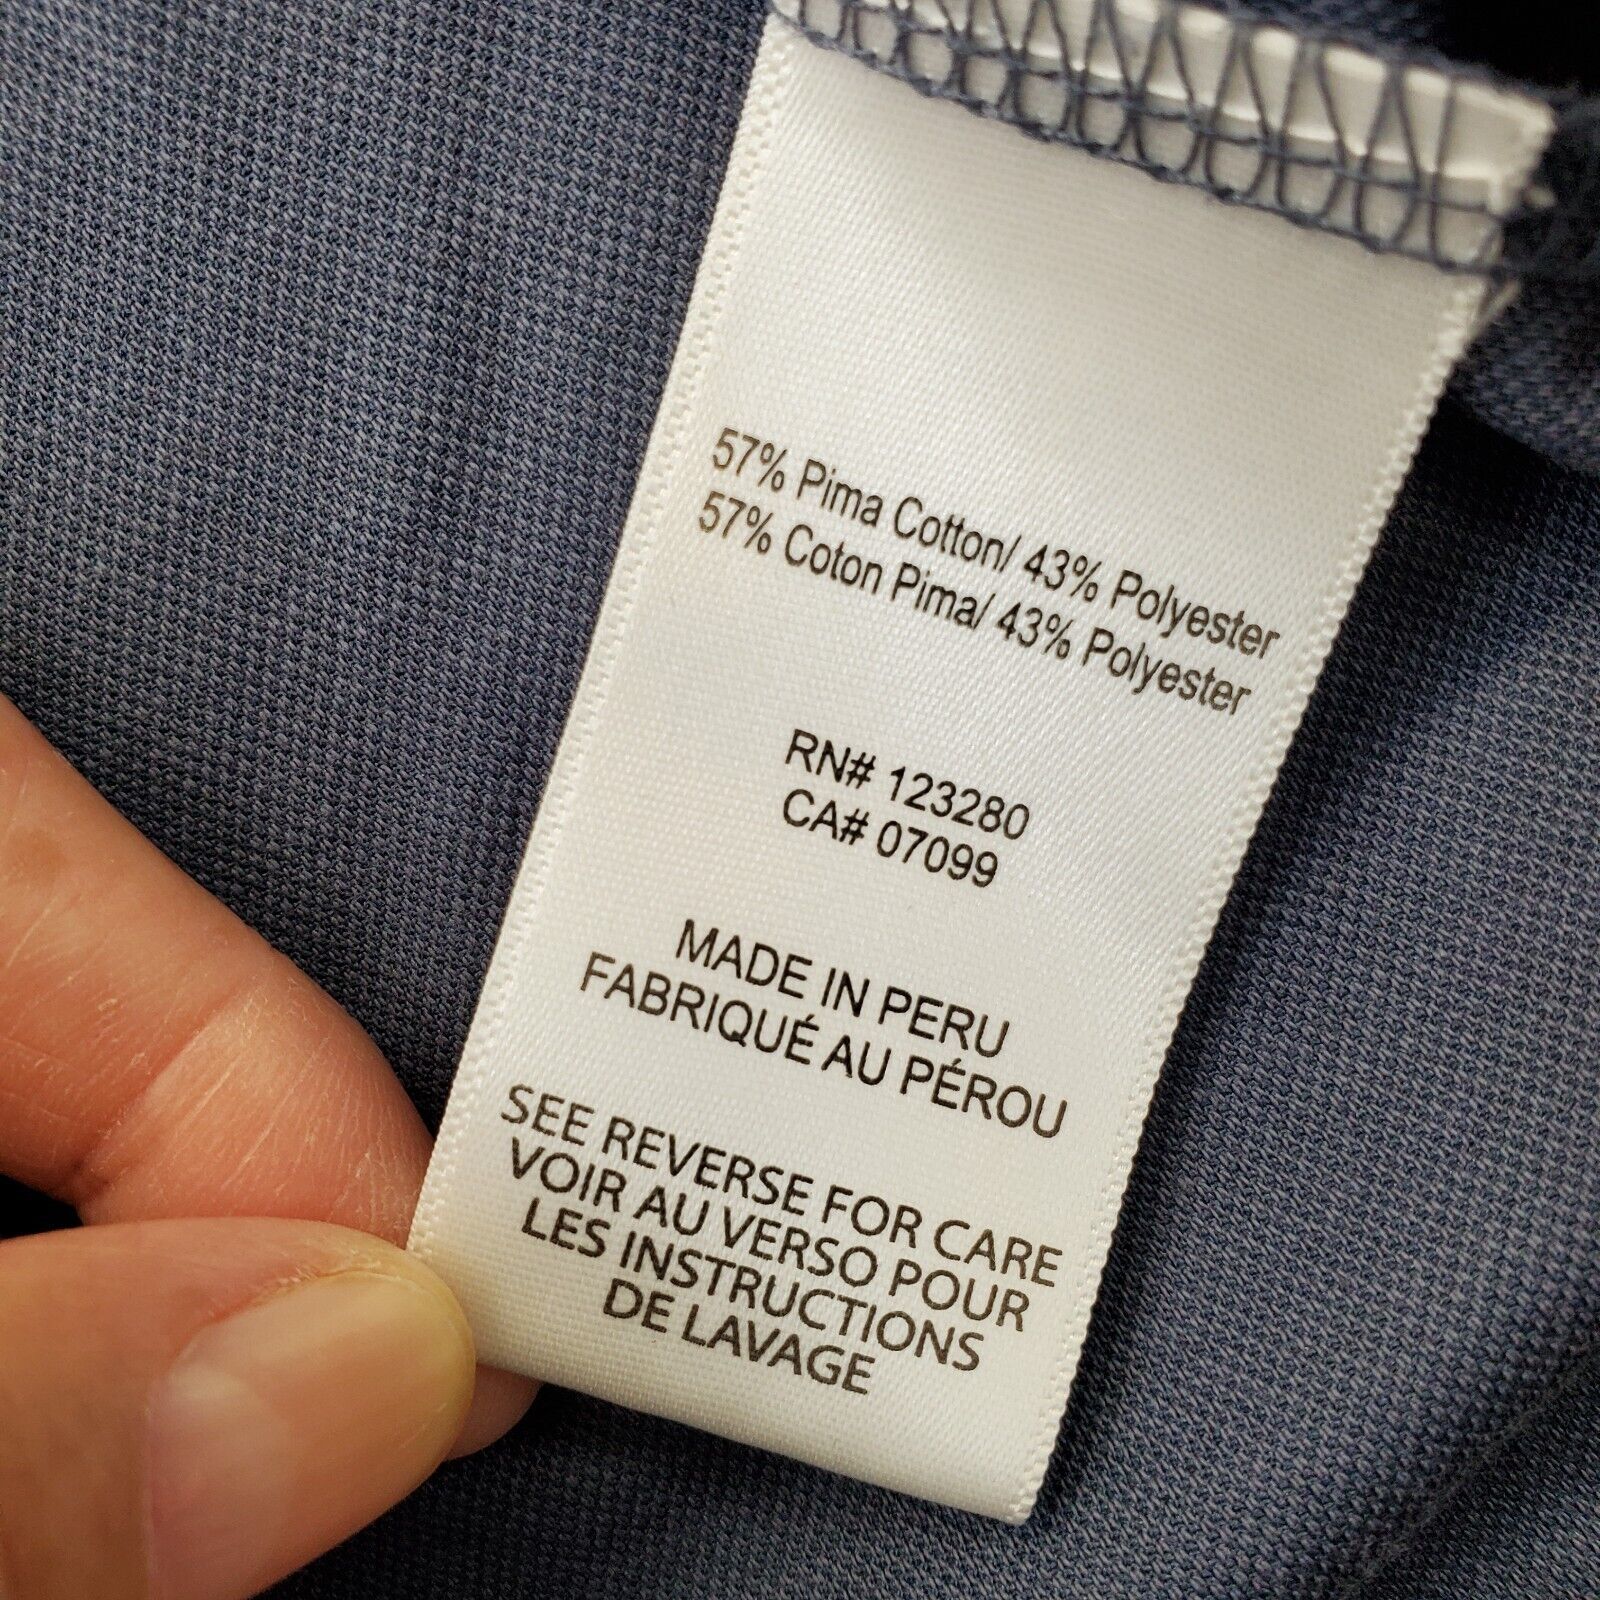 57% Pima Cotton/ 43% Polyester
57% Coton Pima/ 43% Polyester
RN# 123280
CA# 07099
MADE IN PERU
FABRIQUÉ AU PÉROU
SEE REVERSE FOR CARE
VOIR AU VERSO POUR
LES INSTRUCTIONS
DE LAVAGE